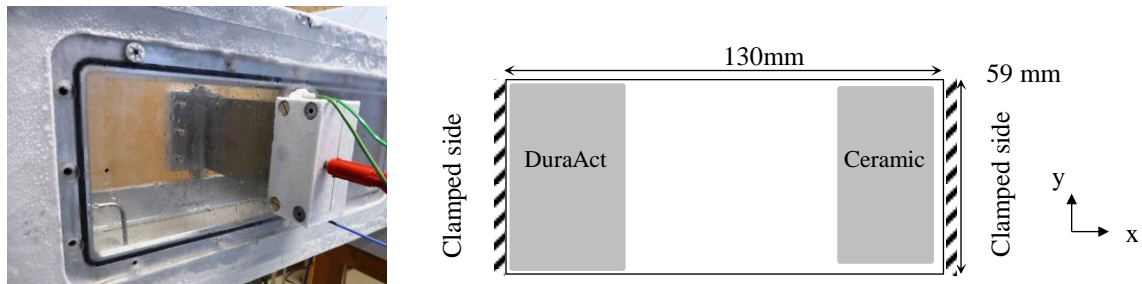 130mm
59 mm
Clamped side
DuraAct
Ceramic
Clamped side
y
x